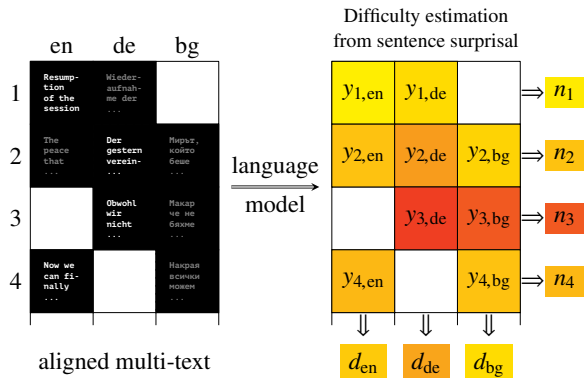 en de bg
1
Resump-
tion
of the
session
Wieder-
aufnah-
me der
...
2
The
peace
that
...
Der
gestern
verein-
...
Мирът,
който
беше
...
3
Obwohl
wir
nicht
...
Макар
че не
бяхме
...
4
Now we
can fi-
nally
...
Накрая
всички
можем
...
aligned multi-text
language
model
Difficulty estimation
from sentence surprisal
y1,en y1,de ⇒ n1
y2,en y2,de y2,bg ⇒ n2
y3,de y3,bg ⇒ n3
y4,en y4,bg ⇒ n4
⇓ ⇓ ⇓
den dde dbg